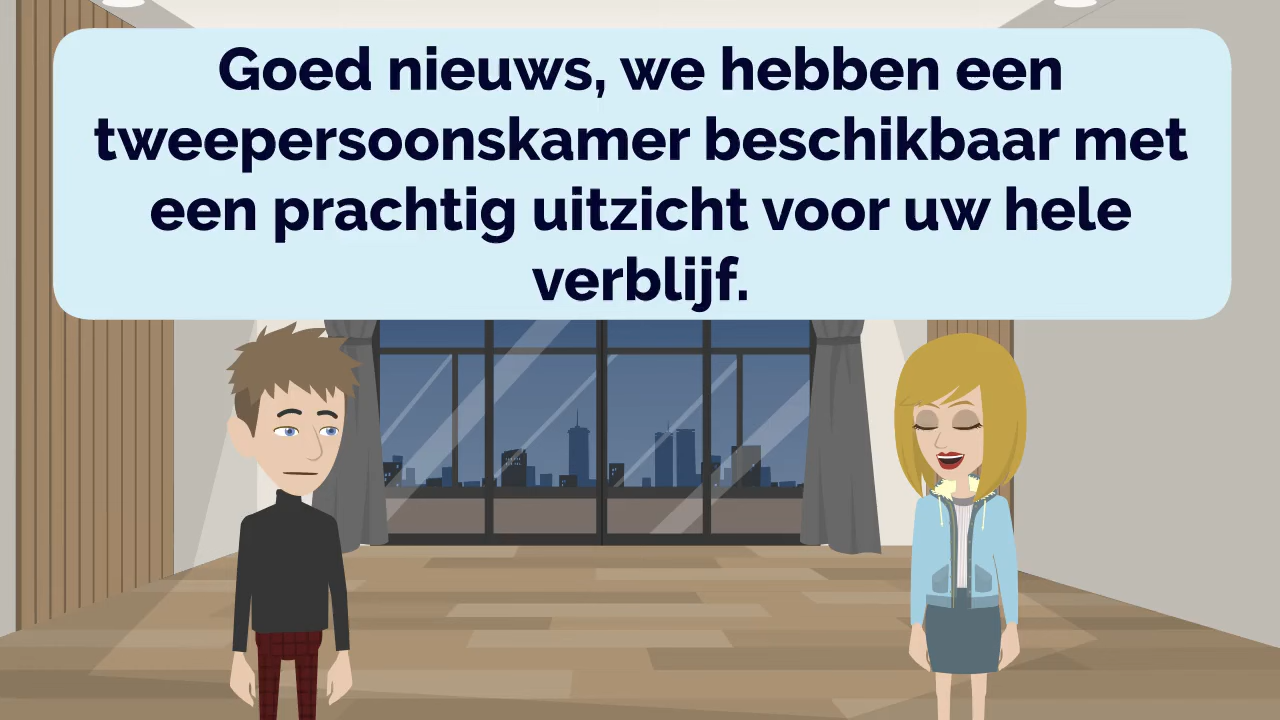 Goed nieuws, we hebben een
tweepersoonskamer beschikbaar met
een prachtig uitzicht voor uw hele
verblijf.